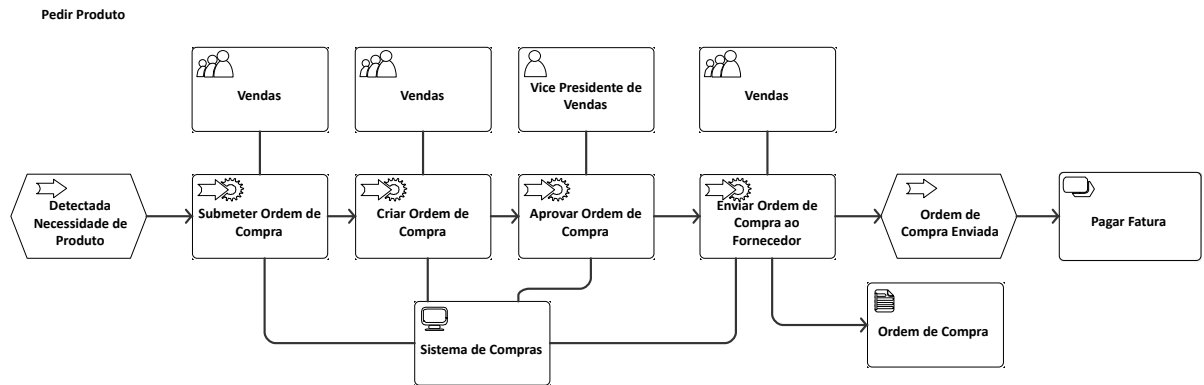 Pedir Produto
Vendas
Vendas
Vice Presidente de
Vendas
Vendas
Detectada
Necessidade de
Produto
Submeter Ordem de
Compra
Criar Ordem de
Compra
Aprovar Ordem de
Compra
Enviar Ordem de
Compra ao
Fornecedor
Ordem de
Compra Enviada
Pagar Fatura
Sistema de Compras
Ordem de Compra